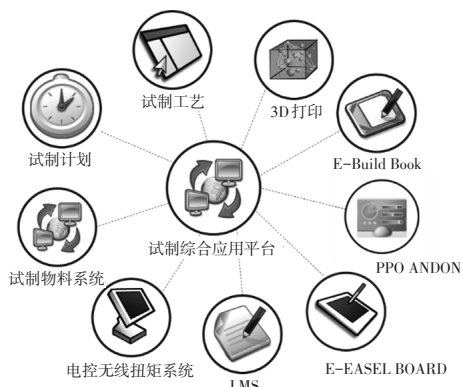 试制工艺
3D打印
试制计划
E-Build Book
试制综合应用平台
试制物料系统
PPO ANDON
电控无线扭矩系统
E-EASEL BOARD
LMS